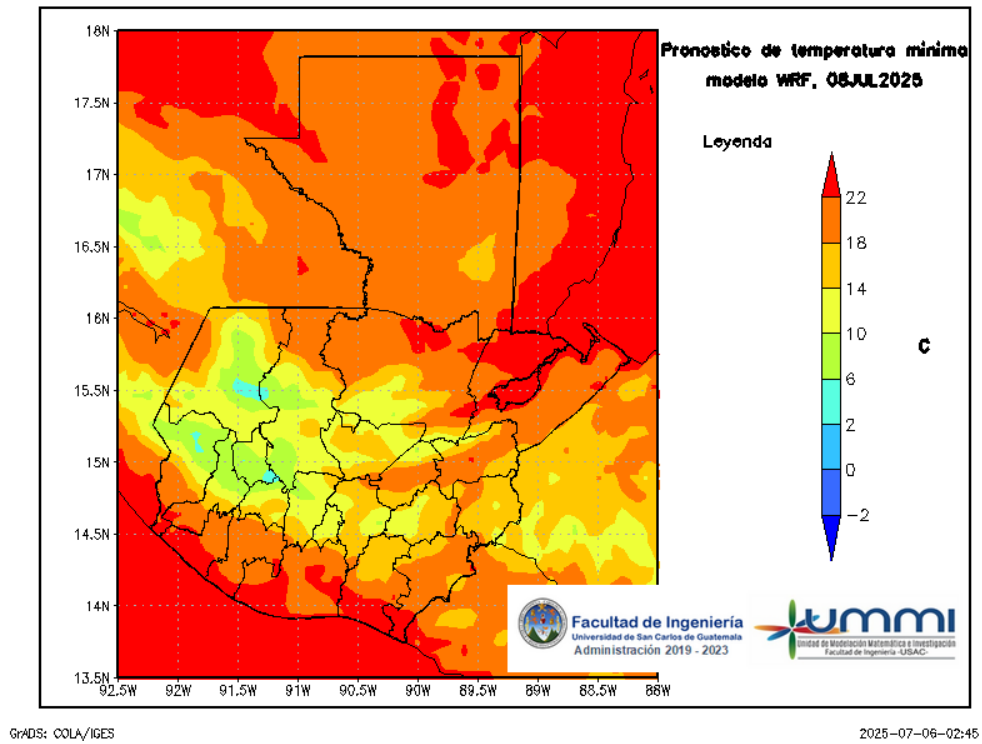 Pronostico de temperatura minima
modelo WRF, 05JUL2025
Leyenda
22
18
14
10
6
2
0
-2
C
18N
17.5N
17N
16.5N
16N
15.5N
15N
14.5N
14N
13.5N
92.5W 92W 91.5W 91W 90.5W 90W 89.5W 89W 88.5W 88W
Facultad de Ingeniería
Universidad de San Carlos de Guatemala
Administración 2019 - 2023
ummi
Unidad de Modelación Matemática e Investigación
Facultad de Ingeniería -USAC-
GrADS: COLA/IGES
2025-07-06-02:45